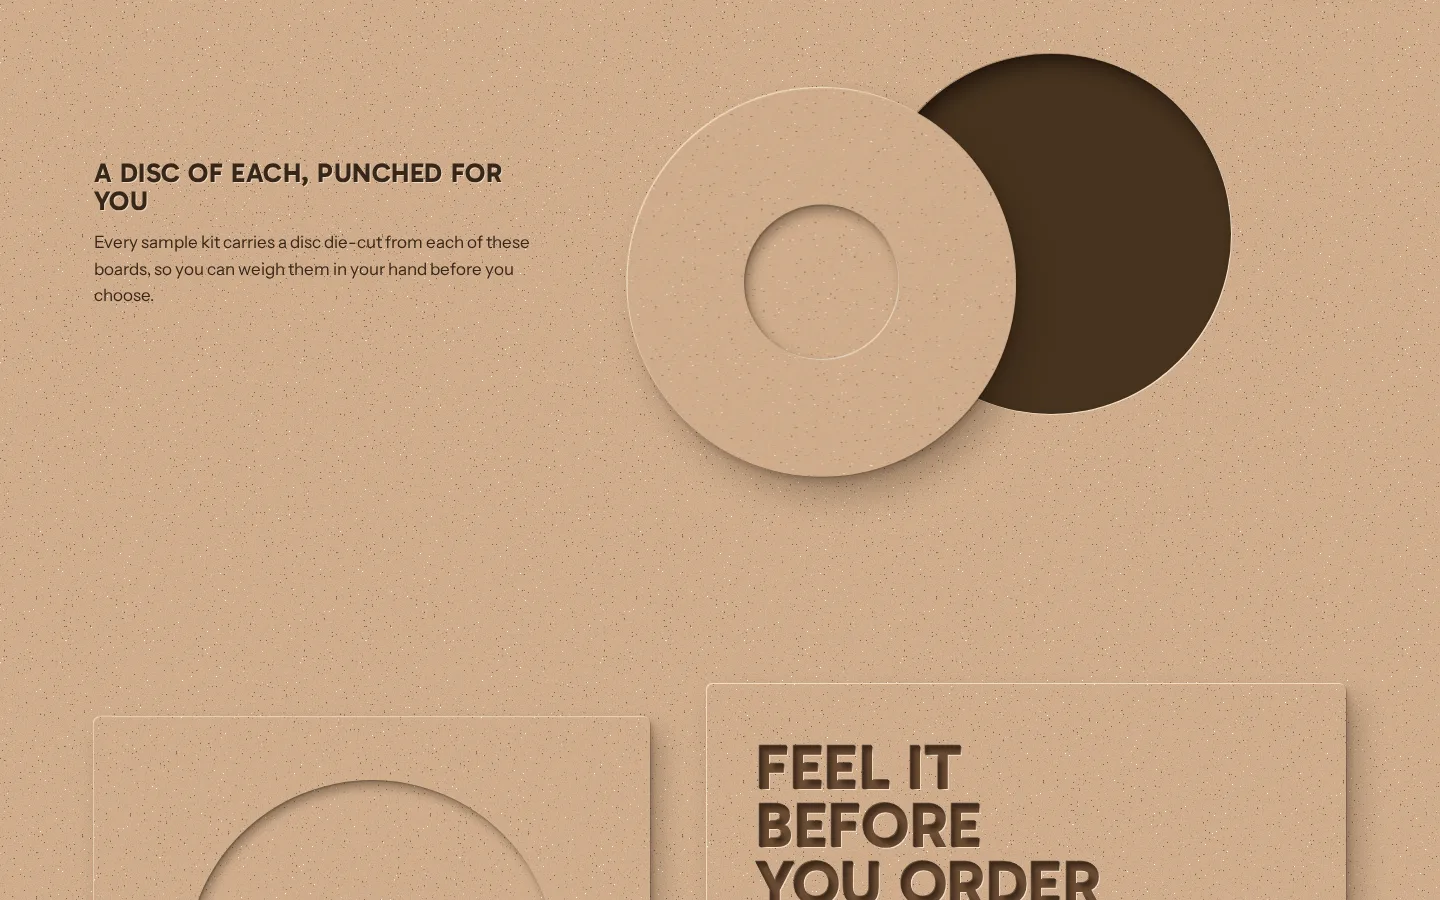 A DISC OF EACH, PUNCHED FOR
YOU
Every sample kit carries a disc die-cut from each of these
boards, so you can weigh them in your hand before you
choose.
FEEL IT
BEFORE
YOU ORDER